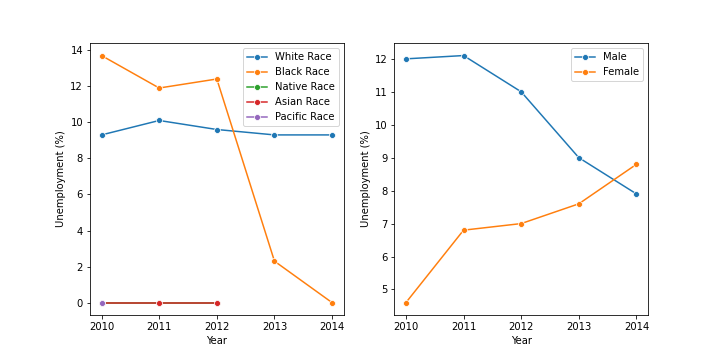 White Race
Black Race
Native Race
Asian Race
Pacific Race
Unemployment (%)
14
12
10
8
6
4
2
0
2010 2011 2012 2013 2014
Year
Male
Female
Unemployment (%)
12
11
10
9
8
7
6
5
2010 2011 2012 2013 2014
Year